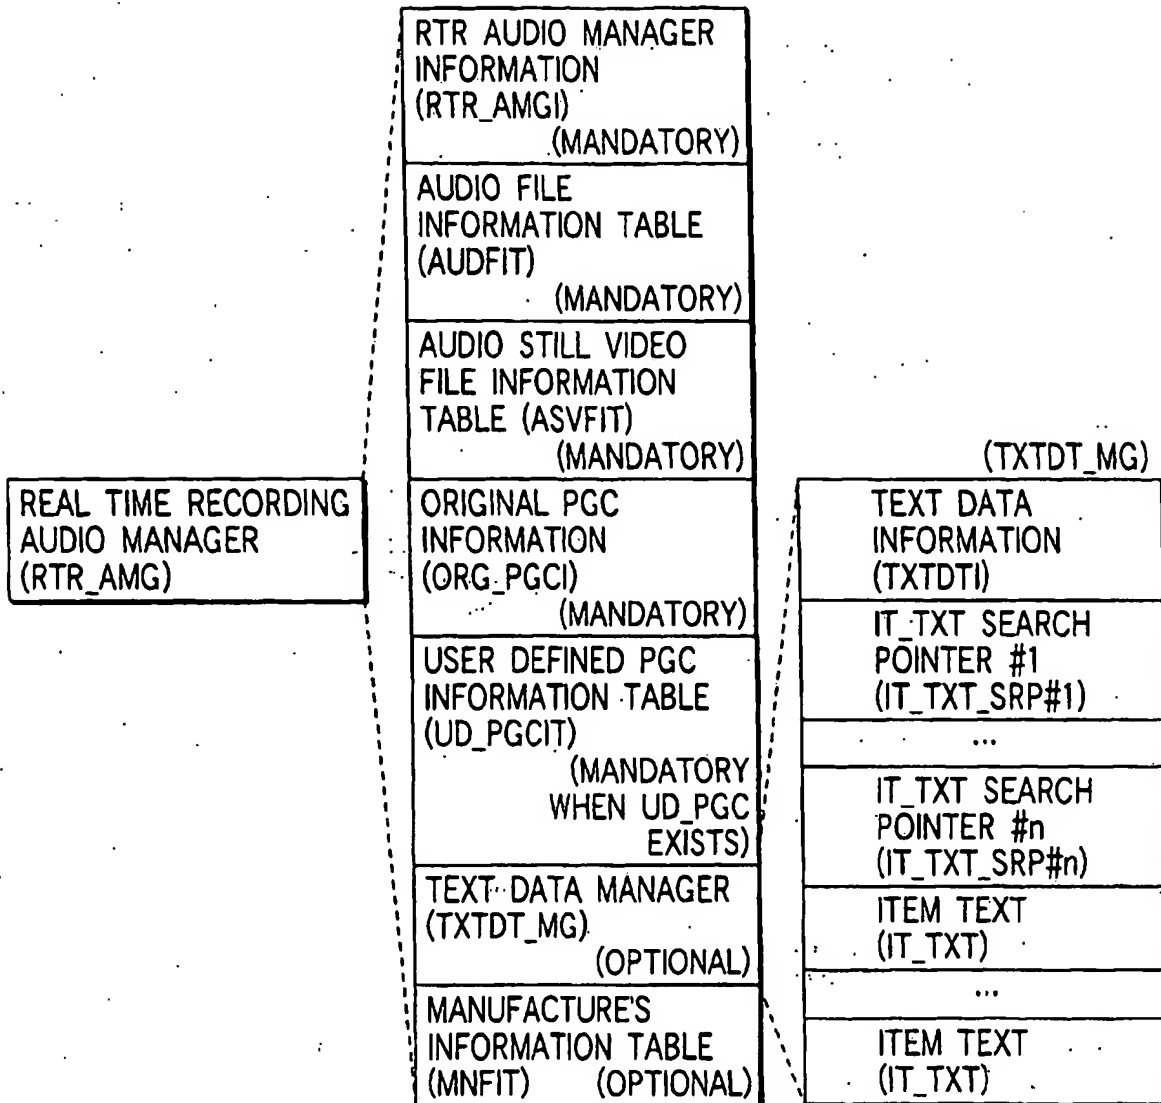 REAL TIME RECORDING
AUDIO MANAGER
(RTR_AMG)
RTR AUDIO MANAGER
INFORMATION
(RTR_AMGI)
(MANDATORY)
AUDIO FILE
INFORMATION TABLE
(AUDFIT)
(MANDATORY)
AUDIO STILL VIDEO
FILE INFORMATION
TABLE (ASVFIT)
(MANDATORY)
ORIGINAL PGC
INFORMATION
(ORG_PGCI)
(MANDATORY)
USER DEFINED PGC
INFORMATION TABLE
(UD_PGCIT)
(MANDATORY
WHEN UD_PGC
EXISTS)
TEXT DATA MANAGER
(TXTDT_MG)
(OPTIONAL)
MANUFACTURE'S
INFORMATION TABLE
(MNFIT) (OPTIONAL)
(TXTDT_MG)
TEXT DATA
INFORMATION
(TXTDTI)
IT_TXT SEARCH
POINTER #1
(IT_TXT_SRP#1)
...
IT_TXT SEARCH
POINTER #n
(IT_TXT_SRP#n)
ITEM TEXT
(IT_TXT)
...
ITEM TEXT
(IT_TXT)